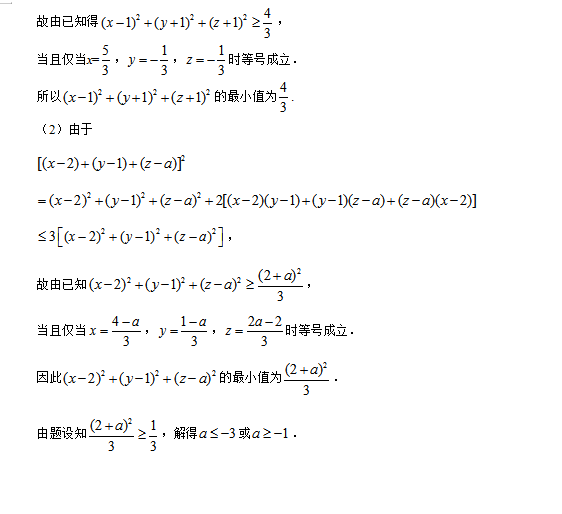 故由已知得(x−1)²+(y+1)²+(z+1)²≥4/3，
当且仅当x=5/3，y=−1/3，z=−1/3时等号成立．
所以(x−1)²+(y+1)²+(z+1)²的最小值为4/3.
（2）由于
[(x−2)+(y−1)+(z−a)]²
=(x−2)²+(y−1)²+(z−a)²+2[(x−2)(y−1)+(y−1)(z−a)+(z−a)(x−2)]
≤3[(x−2)²+(y−1)²+(z−a)²]，
故由已知(x−2)²+(y−1)²+(z−a)²≥(2+a)²/3，
当且仅当x=(4−a)/3，y=(1−a)/3，z=(2a−2)/3时等号成立．
因此(x−2)²+(y−1)²+(z−a)²的最小值为(2+a)²/3．
由题设知(2+a)²/3≥1/3，解得a≤−3或a≥−1．